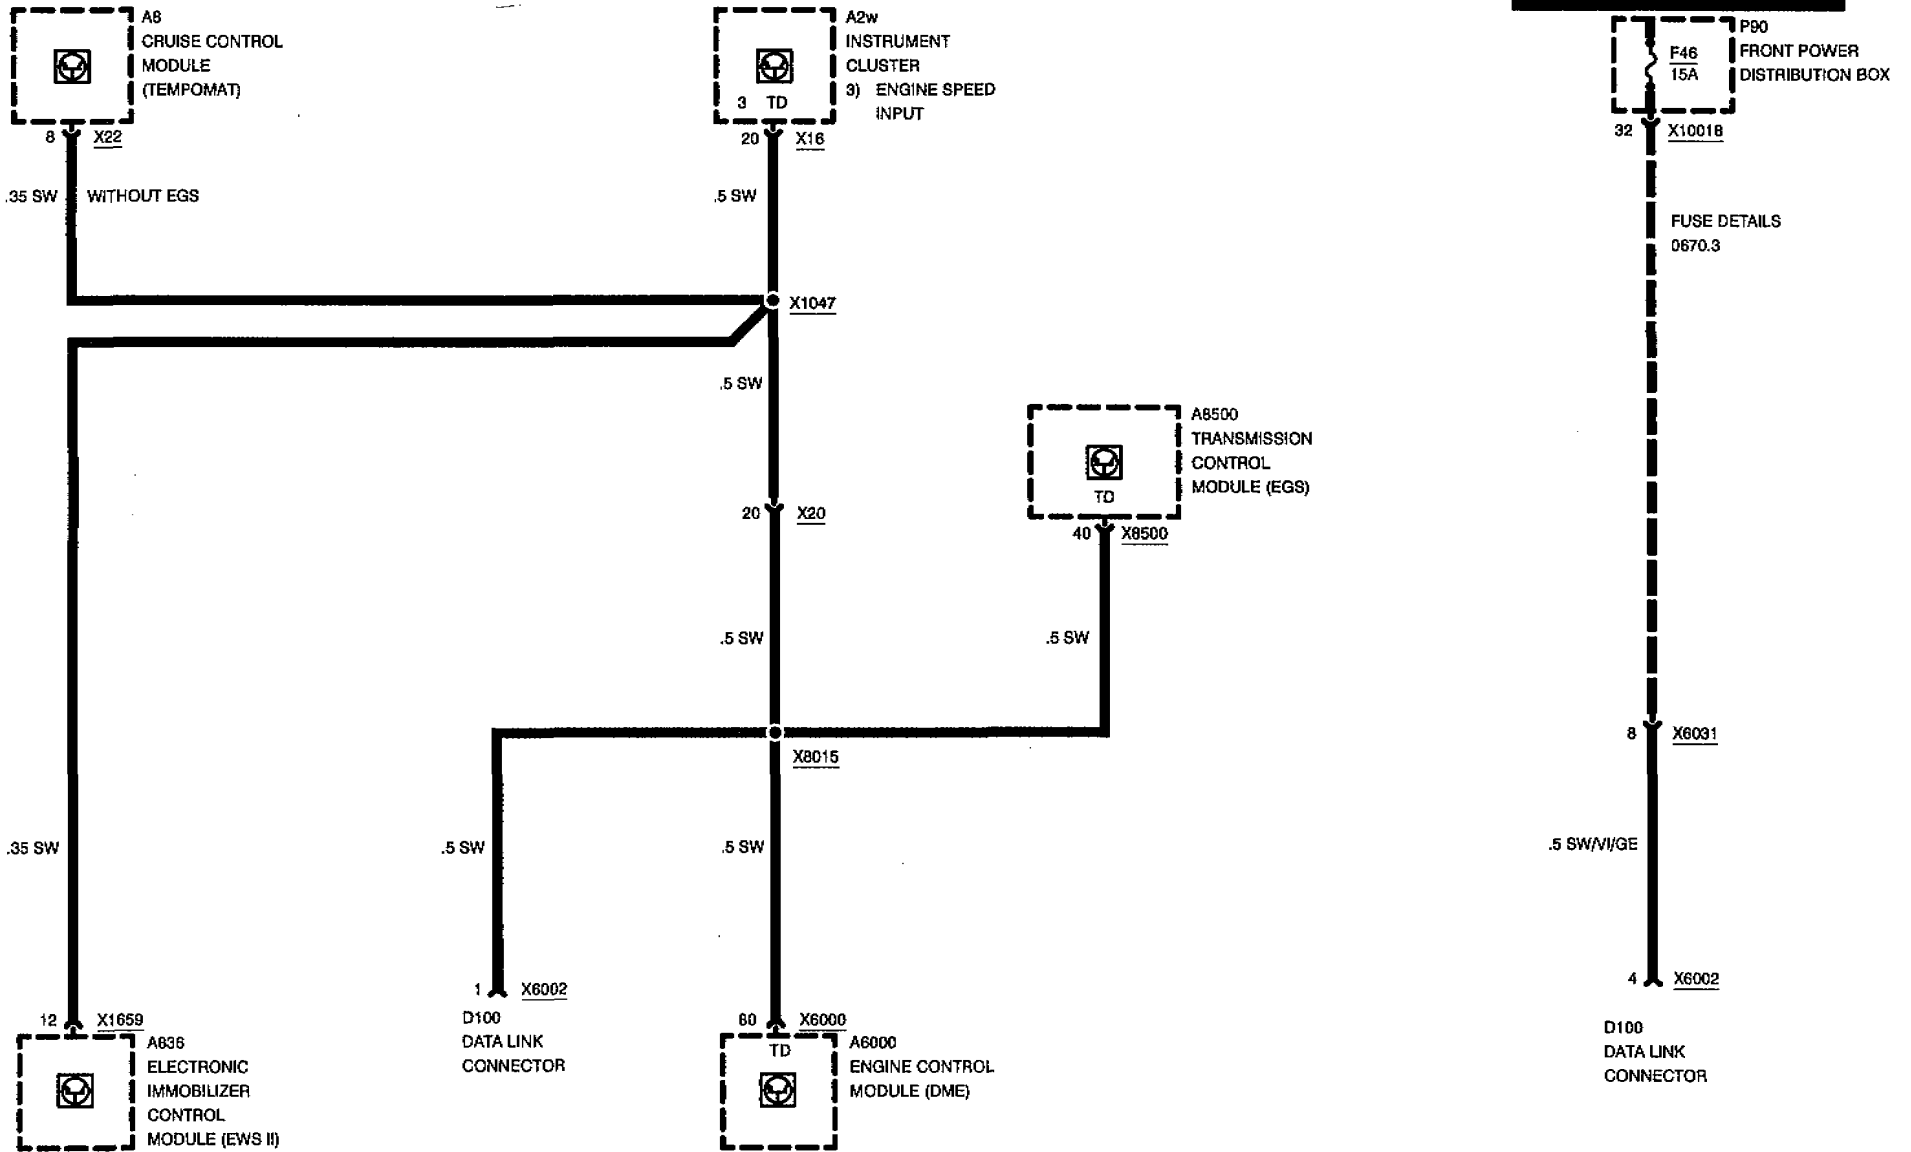 A8
CRUISE CONTROL
MODULE
(TEMPOMAT)
8 X22
.35 SW WITHOUT EGS
A2w
INSTRUMENT
CLUSTER
3) ENGINE SPEED
INPUT
3 TD
20 X16
.5 SW
X1047
.5 SW
20 X20
.5 SW
A8500
TRANSMISSION
CONTROL
MODULE (EGS)
TD
40 X8500
.5 SW
X8015
.35 SW
.5 SW
.5 SW
12 X1659
A836
ELECTRONIC
IMMOBILIZER
CONTROL
MODULE (EWS II)
1 X6002
D100
DATA LINK
CONNECTOR
60 X6000
TD
A6000
ENGINE CONTROL
MODULE (DME)
P90
FRONT POWER
DISTRIBUTION BOX
F46
15A
32 X10018
FUSE DETAILS
0670.3
8 X6031
.5 SW/VI/GE
4 X6002
D100
DATA LINK
CONNECTOR